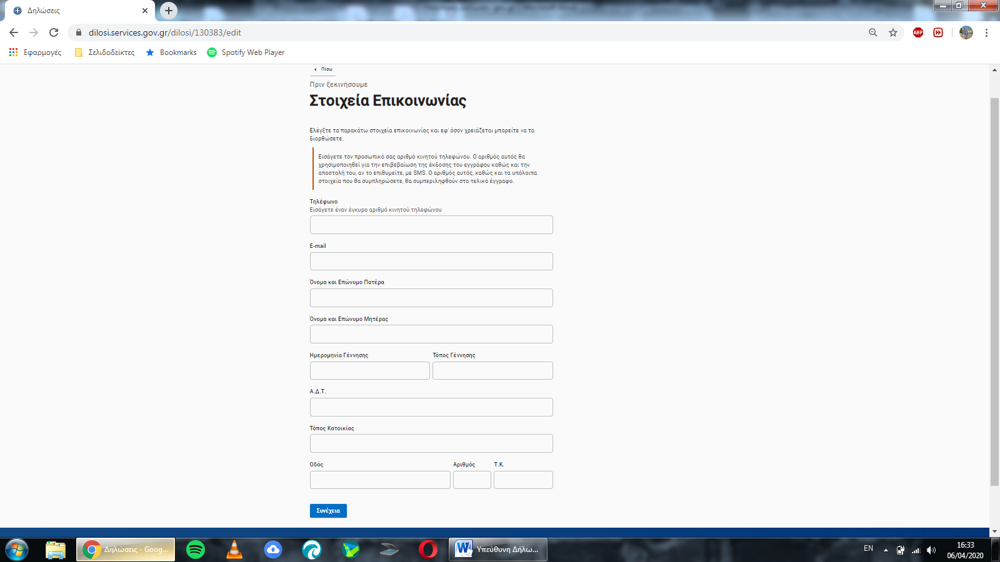 Δηλώσεις
dilosi.services.gov.gr/dilosi/130383/edit
ABP
Εφαρμογές
Σελιδοδείκτες
Bookmarks
Spotify Web Player
Πίσω
Πριν ξεκινήσουμε
Στοιχεία Επικοινωνίας
Ελέγξτε τα παρακάτω στοιχεία επικοινωνίας και εφ' όσον χρειάζεται μπορείτε να τα
διορθώσετε.
Εισάγετε τον προσωπικό σας αριθμό κινητού τηλεφώνου. Ο αριθμός αυτός θα
χρησιμοποιηθεί για την επιβεβαίωση της έκδοσης του εγγράφου καθώς και την
αποστολή του, αν το επιθυμείτε, με SMS. Ο αριθμός αυτός, καθώς και τα υπόλοιπα
στοιχεία που θα συμπληρώσετε, θα συμπεριληφθούν στο τελικό έγγραφο.
Τηλέφωνο
Εισάγετε έναν έγκυρο αριθμό κινητού τηλεφώνου
E-mail
Όνομα και Επώνυμο Πατέρα
Όνομα και Επώνυμο Μητέρας
Ημερομηνία Γέννησης
Τόπος Γέννησης
Α.Δ.Τ.
Τόπος Κατοικίας
Οδός
Αριθμός
Τ.Κ.
Συνέχεια
Δηλώσεις - Goog...
Υπεύθυνη Δήλω...
EN
16:33
06/04/2020